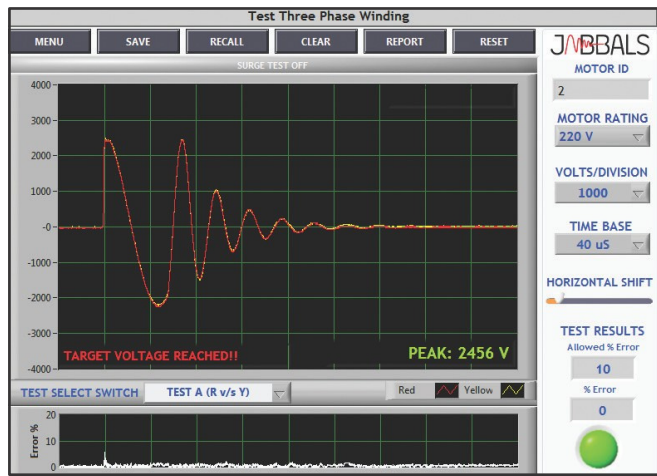 Test Three Phase Winding
MENU SAVE RECALL CLEAR REPORT RESET
SURGE TEST OFF
JABBALS
MOTOR ID
2
MOTOR RATING
220 V
VOLTS/DIVISION
1000
TIME BASE
40 uS
HORIZONTAL SHIFT
TEST RESULTS
Allowed % Error
10
% Error
0
4000
3000
2000
1000
-0
-1000
-2000
-3000
-4000
TARGET VOLTAGE REACHED!!
PEAK: 2456 V
TEST SELECT SWITCH TEST A (R v/s Y) Red Yellow
Error %
20
10
0